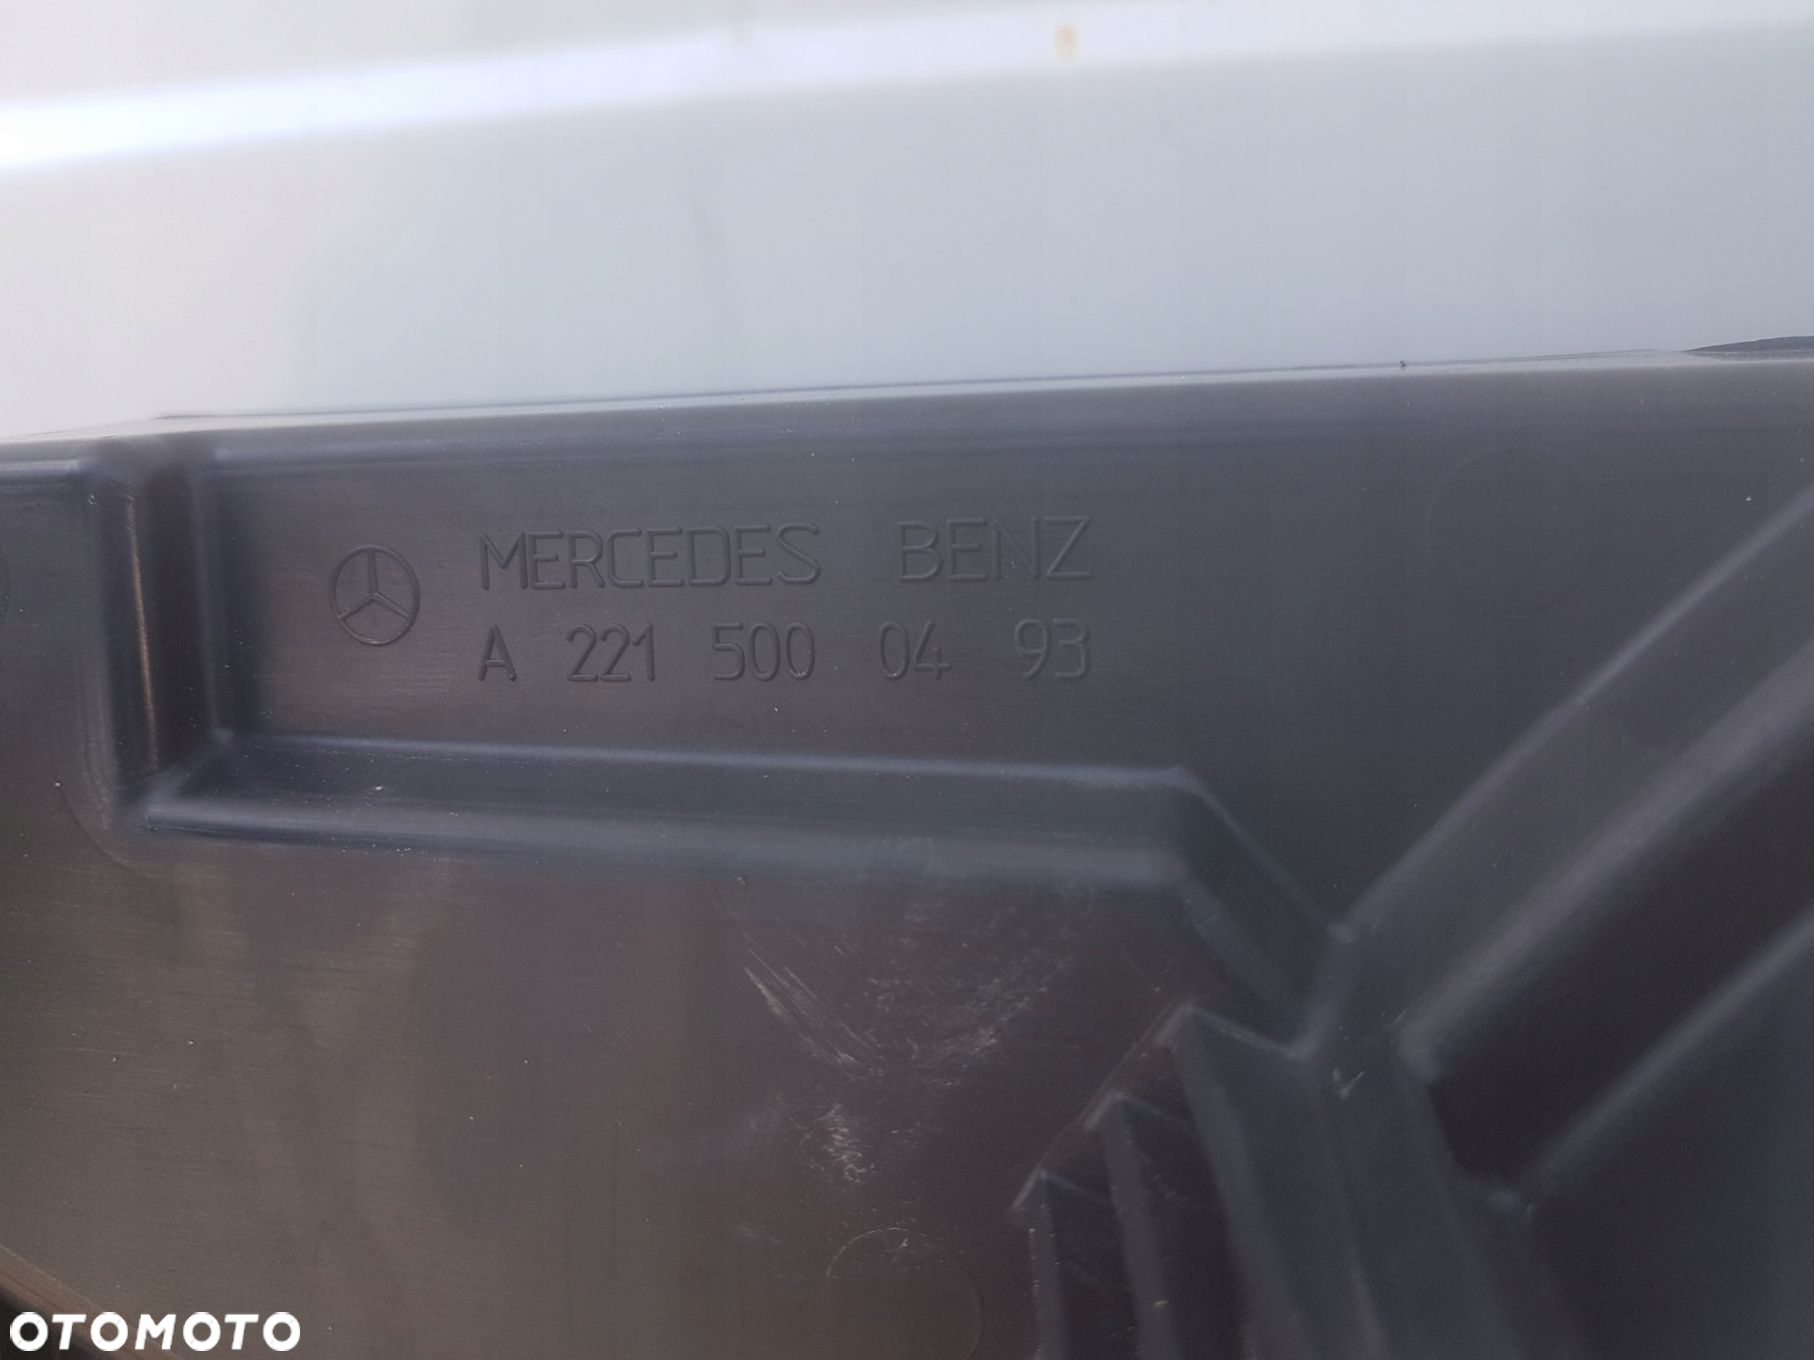 MERCEDES BENZ
A 221 500 04 93
OTOMOTO